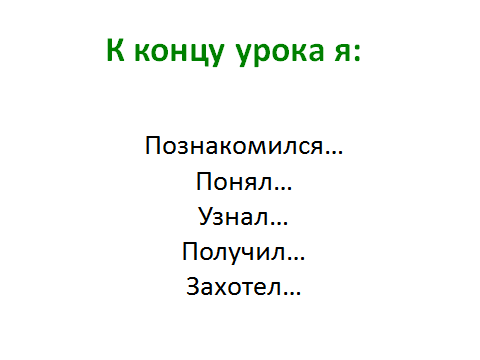 К концу урока я:
Познакомился...
Понял...
Узнал...
Получил...
Захотел...